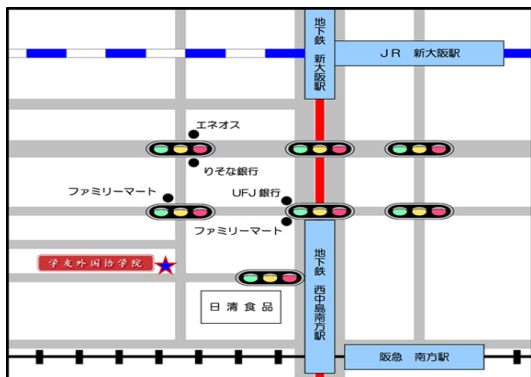 地下鉄 新大阪駅
JR 新大阪駅
エネオス
りそな銀行
ファミリーマート
UFJ銀行
ファミリーマート
学友外国语学院
地下鉄 西中島南方駅
日清食品
阪急 南方駅